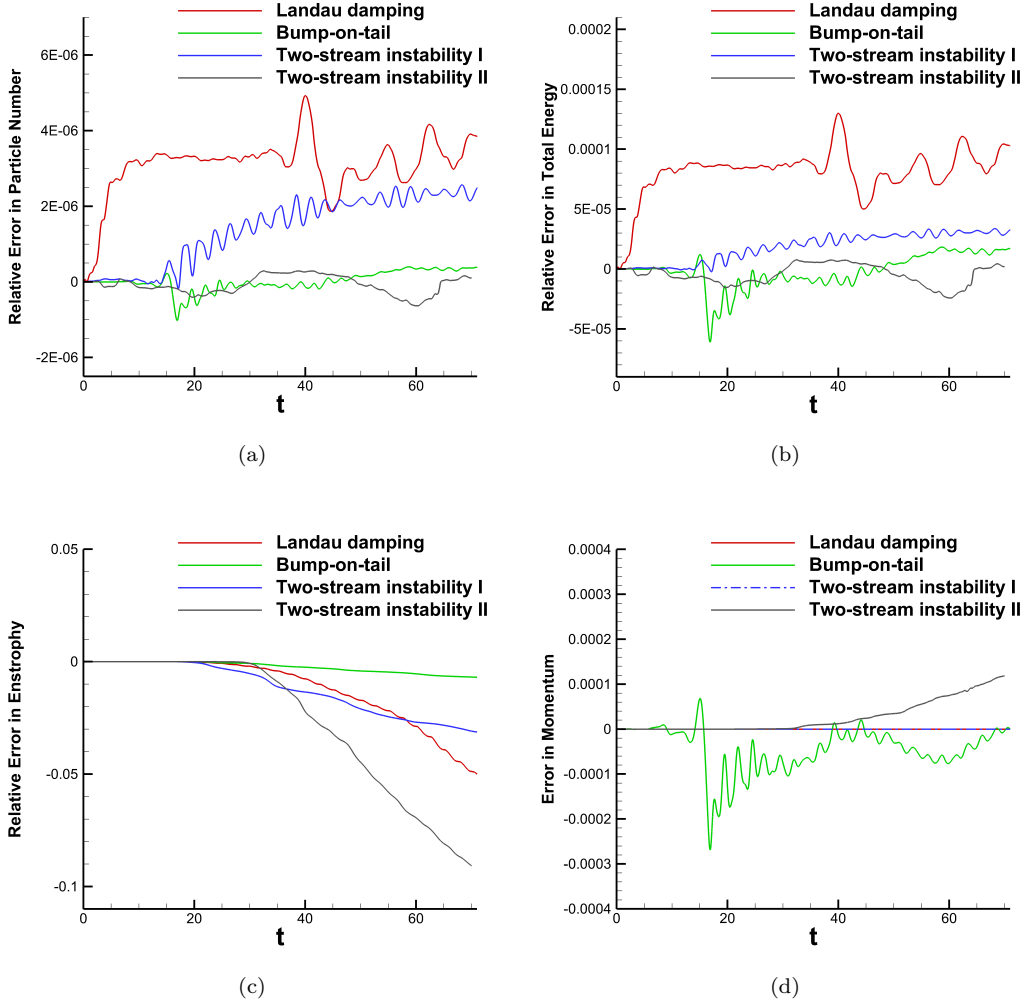 Landau damping
Bump-on-tail
Two-stream instability I
Two-stream instability II
Relative Error in Particle Number
6E-06
4E-06
2E-06
0
-2E-06
0 20 40 60
t
(a)
Landau damping
Bump-on-tail
Two-stream instability I
Two-stream instability II
Relative Error in Total Energy
0.0002
0.00015
0.0001
5E-05
0
-5E-05
0 20 40 60
t
(b)
Landau damping
Bump-on-tail
Two-stream instability I
Two-stream instability II
Relative Error in Enstrophy
0.05
0
-0.05
-0.1
0 20 40 60
t
(c)
Landau damping
Bump-on-tail
Two-stream instability I
Two-stream instability II
Error in Momentum
0.0004
0.0003
0.0002
0.0001
0
-0.0001
-0.0002
-0.0003
-0.0004
0 20 40 60
t
(d)